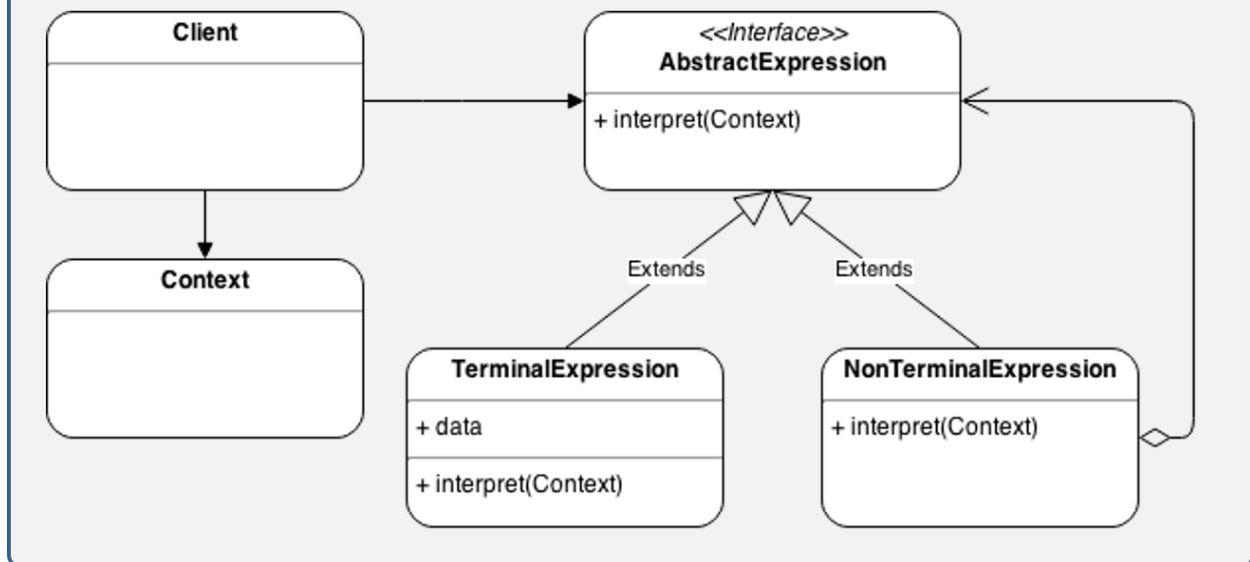 Client
<<Interface>>
AbstractExpression
+ interpret(Context)
Context
Extends
Extends
TerminalExpression
+ data
+ interpret(Context)
NonTerminalExpression
+ interpret(Context)